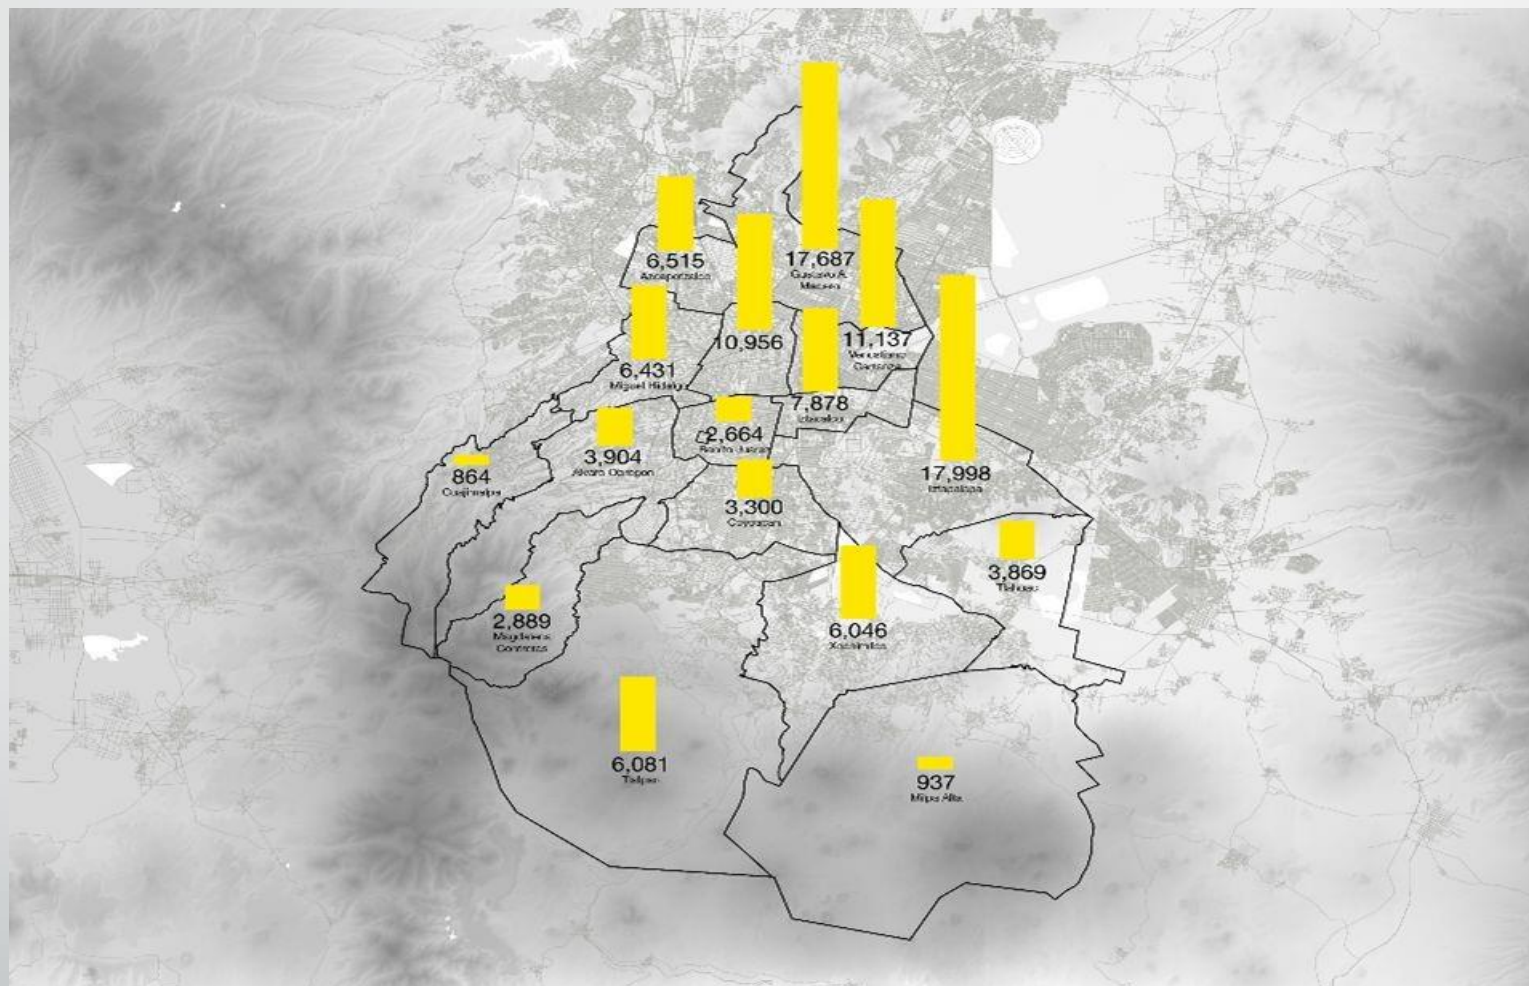 6,515
Azcapotzalco
17,687
Gustavo A.
Madero
10,956
11,137
Venustiano
Carranza
6,431
Miguel Hidalgo
7,878
Iztacalco
2,664
Benito Juarez
3,904
Alvaro Obregon
864
Cuajimalpa
17,998
Iztapalapa
3,300
Coyoacan
3,869
Tlahuac
2,889
Magdalena
Contreras
6,046
Xochimilco
6,081
Tlalpan
937
Milpa Alta